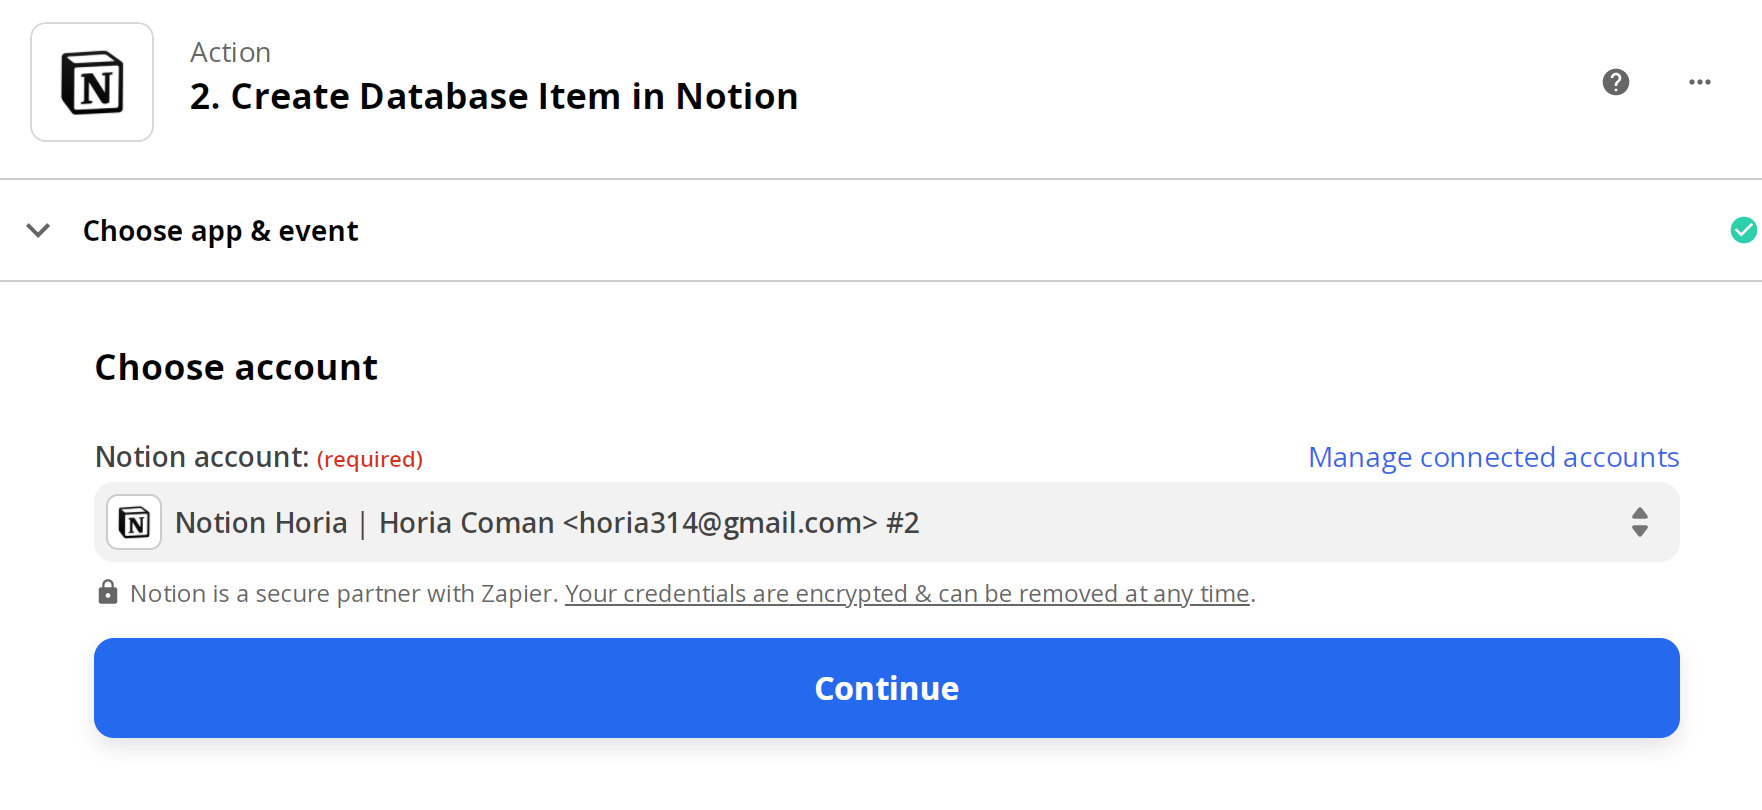 Action
2. Create Database Item in Notion
Choose app & event
Choose account
Notion account: (required)
Manage connected accounts
Notion Horia | Horia Coman <horia314@gmail.com> #2
Notion is a secure partner with Zapier. Your credentials are encrypted & can be removed at any time.
Continue